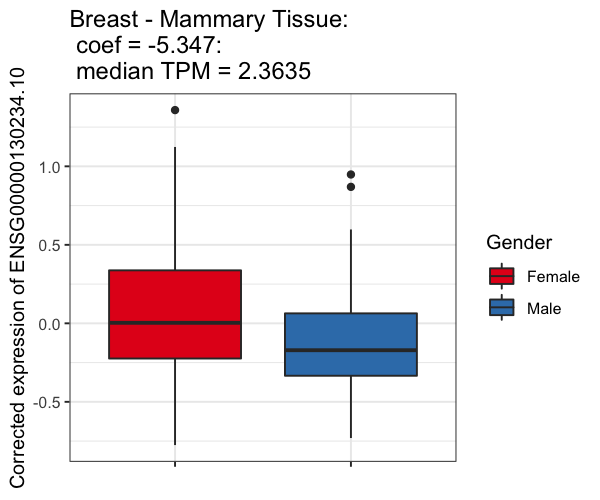 Breast - Mammary Tissue:
coef = -5.347:
median TPM = 2.3635
Corrected expression of ENSG00000130234.10
1.0
0.5
0.0
-0.5
Gender
Female
Male